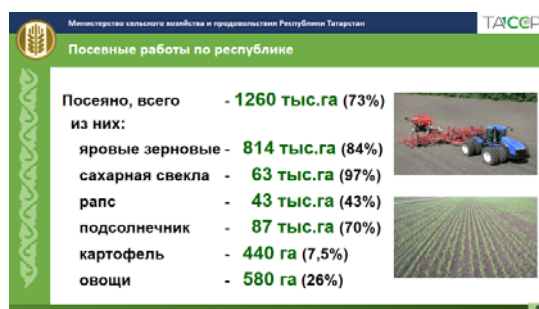 Министерство сельского хозяйства и продовольствия Республики Татарстан
ТАССР
Посевные работы по республике
Посеяно, всего - 1260 тыс.га (73%)
из них:
яровые зерновые - 814 тыс.га (84%)
сахарная свекла - 63 тыс.га (97%)
рапс - 43 тыс.га (43%)
подсолнечник - 87 тыс.га (70%)
картофель - 440 га (7,5%)
овощи - 580 га (26%)